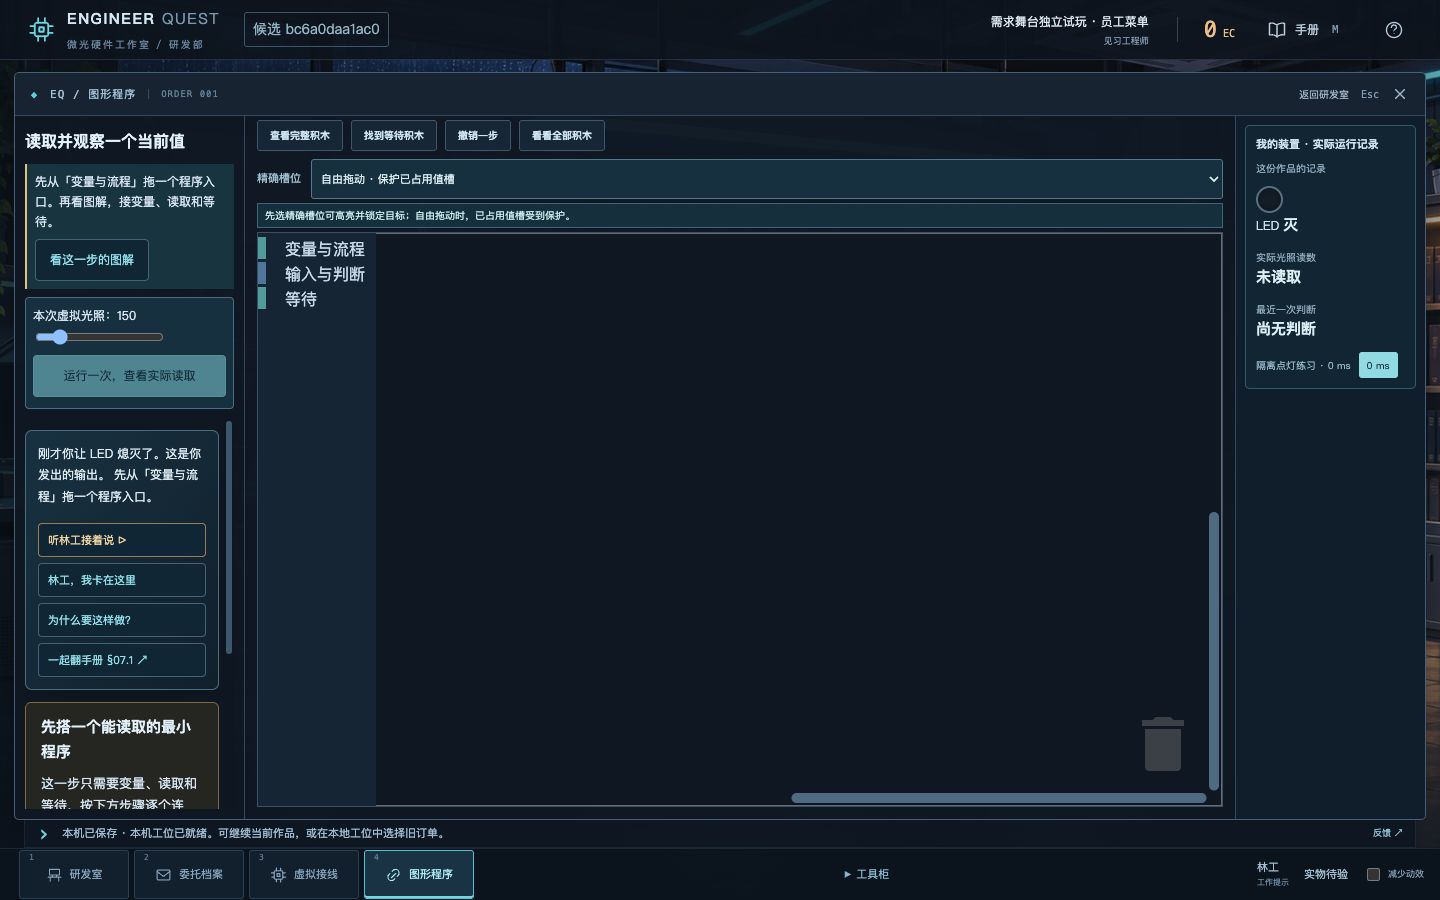 ENGINEER QUEST
微光硬件工作室 / 研发部
候选 bc6a0daa1ac0
需求舞台独立试玩 · 员工菜单
见习工程师
0 EC
手册 M
EQ / 图形程序
ORDER 001
返回研发室 Esc
读取并观察一个当前值
先从「变量与流程」拖一个程序入
口。再看图解，接变量、读取和等
待。
看这一步的图解
本次虚拟光照：150
运行一次，查看实际读取
刚才你让 LED 熄灭了。这是你
发出的输出。 先从「变量与流
程」拖一个程序入口。
听林工接着说
林工，我卡在这里
为什么要这样做？
一起翻手册 §07.1 ↗
先搭一个能读取的最小
程序
这一步只需要变量、读取和
等待。按下方步骤逐个连
查看完整积木
找到等待积木
撤销一步
看看全部积木
精确槽位
自由拖动 · 保护已占用值槽
先选精确槽位可高亮并锁定目标；自由拖动时，已占用值槽受到保护。
变量与流程
输入与判断
等待
我的装置 · 实际运行记录
这份作品的记录
LED 灭
实际光照读数
未读取
最近一次判断
尚无判断
隔离点灯练习 · 0 ms
0 ms
本机已保存 · 本机工位已就绪。可继续当前作品，或在本地工位中选择旧订单。
反馈 ↗
1 研发室
2 委托档案
3 虚拟接线
4 图形程序
工具柜
林工
工作提示
实物待验
减少动效